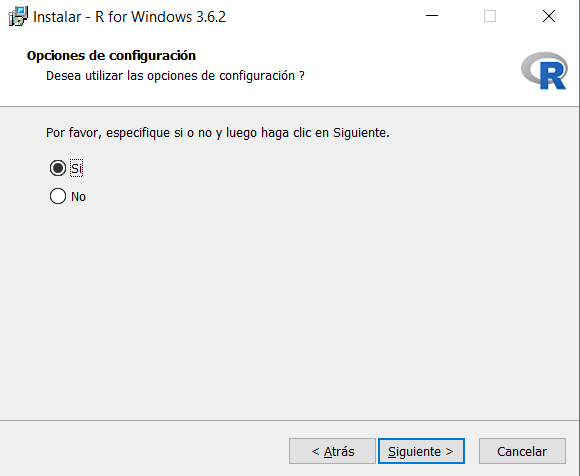 Instalar - R for Windows 3.6.2
Opciones de configuración
Desea utilizar las opciones de configuración ?
R
Por favor, especifique si o no y luego haga clic en Siguiente.
Si
No
< Atrás
Siguiente >
Cancelar